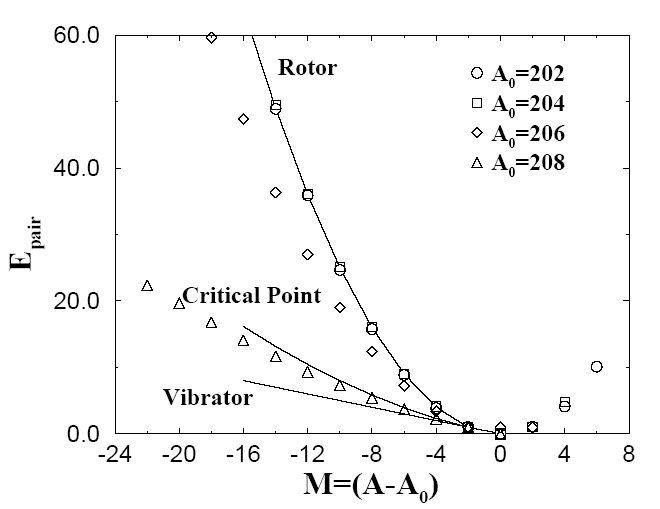 60.0
Rotor
A0=202
A0=204
A0=206
A0=208
40.0
Epair
20.0
Critical Point
Vibrator
0.0
-24 -20 -16 -12 -8 -4 0 4 8
M=(A-A0)